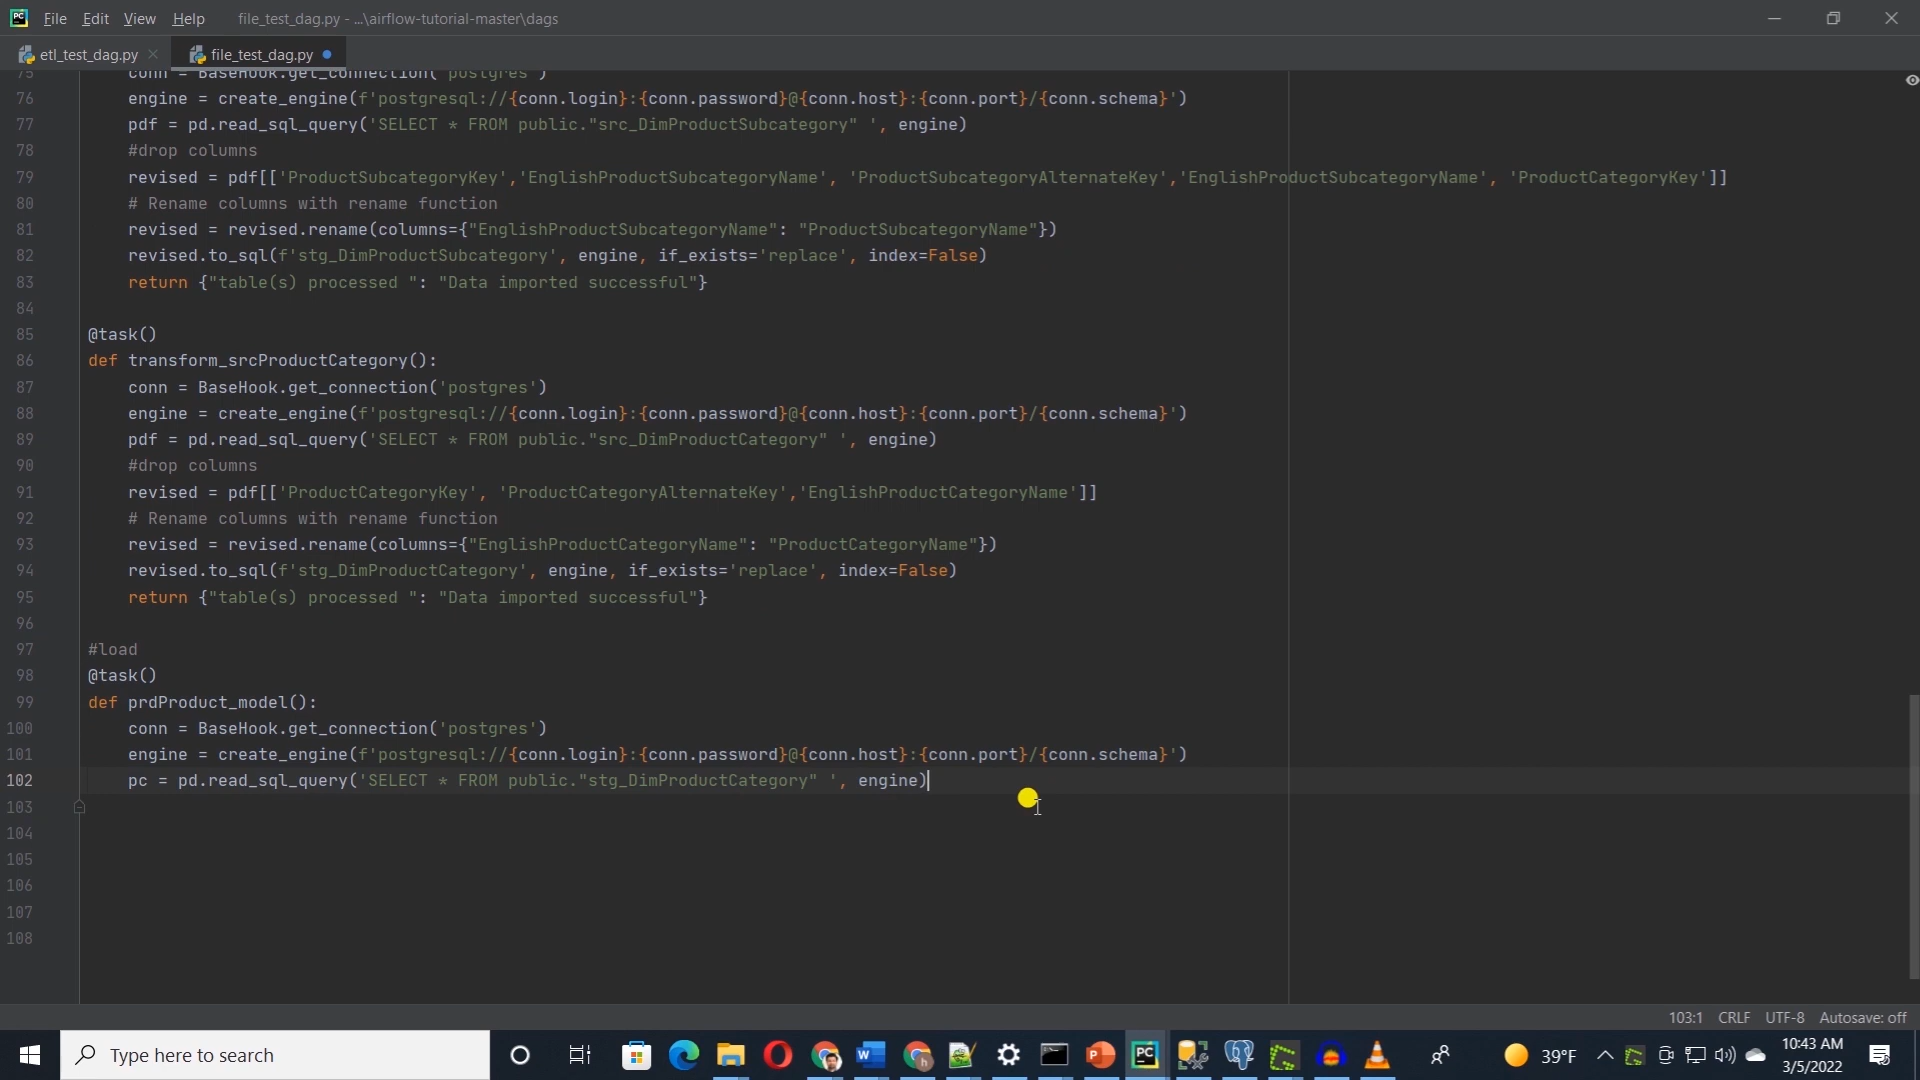 File Edit View Help file_test_dag.py - ...\airflow-tutorial-master\dags
etl_test_dag.py file_test_dag.py
75 conn = BaseHook.get_connection('postgres')
76 engine = create_engine(f'postgresql://{conn.login}:{conn.password}@{conn.host}:{conn.port}/{conn.schema}')
77 pdf = pd.read_sql_query('SELECT * FROM public."src_DimProductSubcategory" ', engine)
78 #drop columns
79 revised = pdf[['ProductSubcategoryKey','EnglishProductSubcategoryName', 'ProductSubcategoryAlternateKey','EnglishProductSubcategoryName', 'ProductCategoryKey']]
80 # Rename columns with rename function
81 revised = revised.rename(columns={"EnglishProductSubcategoryName": "ProductSubcategoryName"})
82 revised.to_sql(f'stg_DimProductSubcategory', engine, if_exists='replace', index=False)
83 return {"table(s) processed ": "Data imported successful"}
84
85 @task()
86 def transform_srcProductCategory():
87 conn = BaseHook.get_connection('postgres')
88 engine = create_engine(f'postgresql://{conn.login}:{conn.password}@{conn.host}:{conn.port}/{conn.schema}')
89 pdf = pd.read_sql_query('SELECT * FROM public."src_DimProductCategory" ', engine)
90 #drop columns
91 revised = pdf[['ProductCategoryKey', 'ProductCategoryAlternateKey','EnglishProductCategoryName']]
92 # Rename columns with rename function
93 revised = revised.rename(columns={"EnglishProductCategoryName": "ProductCategoryName"})
94 revised.to_sql(f'stg_DimProductCategory', engine, if_exists='replace', index=False)
95 return {"table(s) processed ": "Data imported successful"}
96
97 #load
98 @task()
99 def prdProduct_model():
100 conn = BaseHook.get_connection('postgres')
101 engine = create_engine(f'postgresql://{conn.login}:{conn.password}@{conn.host}:{conn.port}/{conn.schema}')
102 pc = pd.read_sql_query('SELECT * FROM public."stg_DimProductCategory" ', engine)
103
104
105
106
107
108
103:1 CRLF UTF-8 Autosave: off
Type here to search 39°F 10:43 AM
3/5/2022